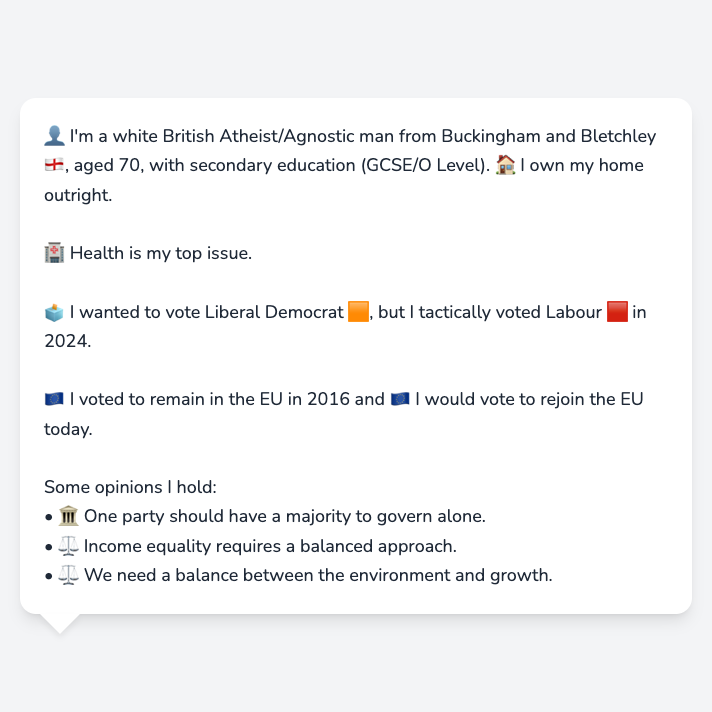 👤 I'm a white British Atheist/Agnostic man from Buckingham and Bletchley
🏴󠁧󠁢󠁥󠁮󠁧󠁿, aged 70, with secondary education (GCSE/O Level). 🏠 I own my home
outright.
🏥 Health is my top issue.
🗳️ I wanted to vote Liberal Democrat 🟧, but I tactically voted Labour 🟥 in
2024.
🇪🇺 I voted to remain in the EU in 2016 and 🇪🇺 I would vote to rejoin the EU
today.
Some opinions I hold:
• 🏛️ One party should have a majority to govern alone.
• ⚖️ Income equality requires a balanced approach.
• ⚖️ We need a balance between the environment and growth.